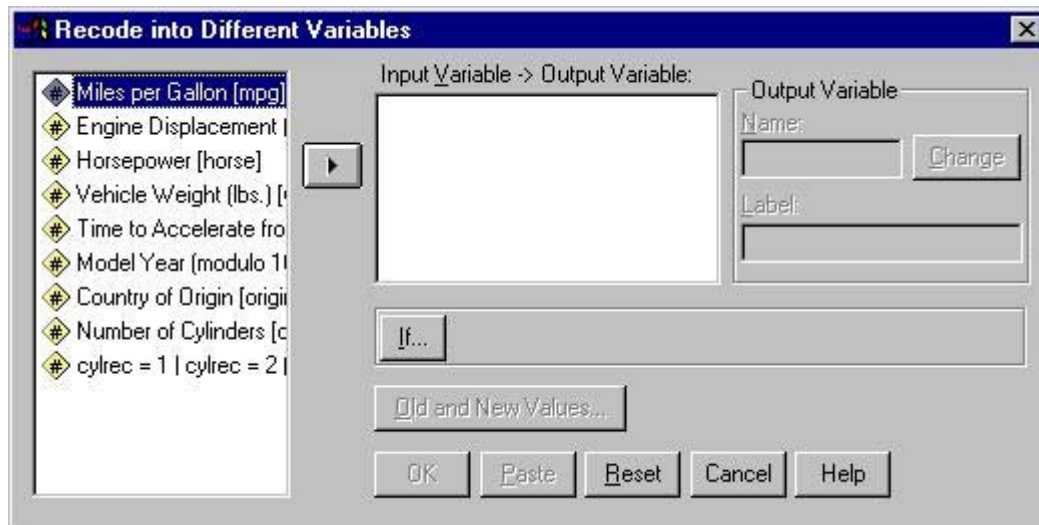 Recode into Different Variables
Miles per Gallon [mpg]
Engine Displacement [
Horsepower [horse]
Vehicle Weight (lbs.) [
Time to Accelerate fro
Model Year (modulo 10
Country of Origin [origi
Number of Cylinders [c
cylrec = 1 | cylrec = 2 |
Input Variable -> Output Variable:
Output Variable
Name:
Change
Label:
If...
Old and New Values...
OK
Paste
Reset
Cancel
Help